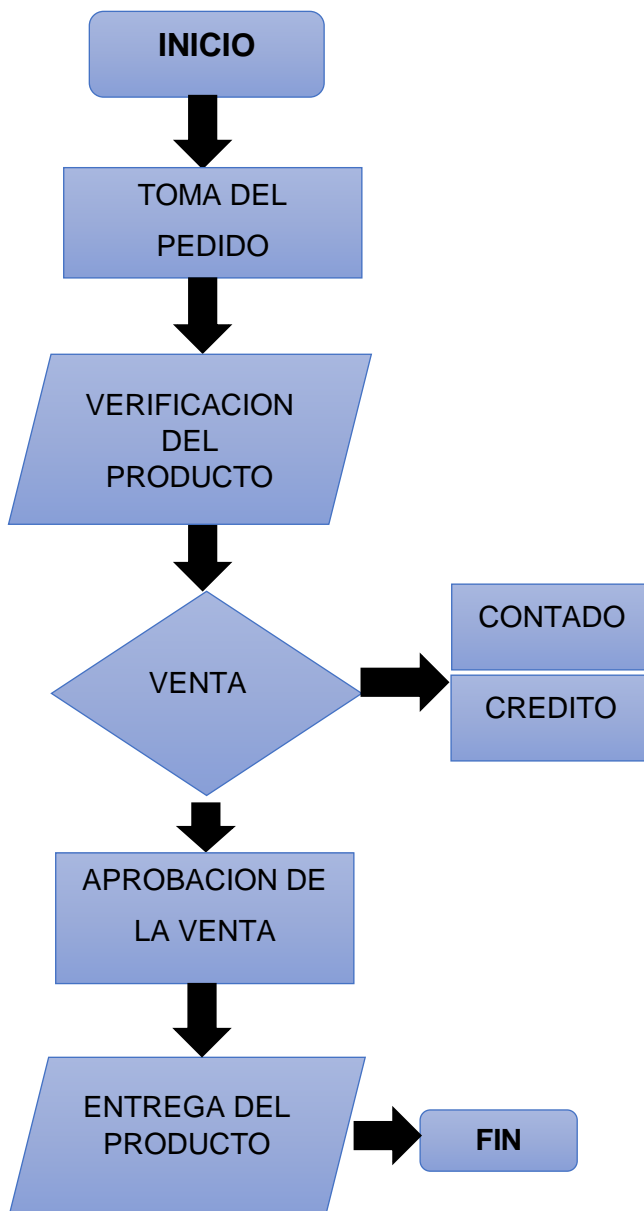 INICIO
TOMA DEL
PEDIDO
VERIFICACION
DEL
PRODUCTO
VENTA
CONTADO
CREDITO
APROBACION DE
LA VENTA
ENTREGA DEL
PRODUCTO
FIN